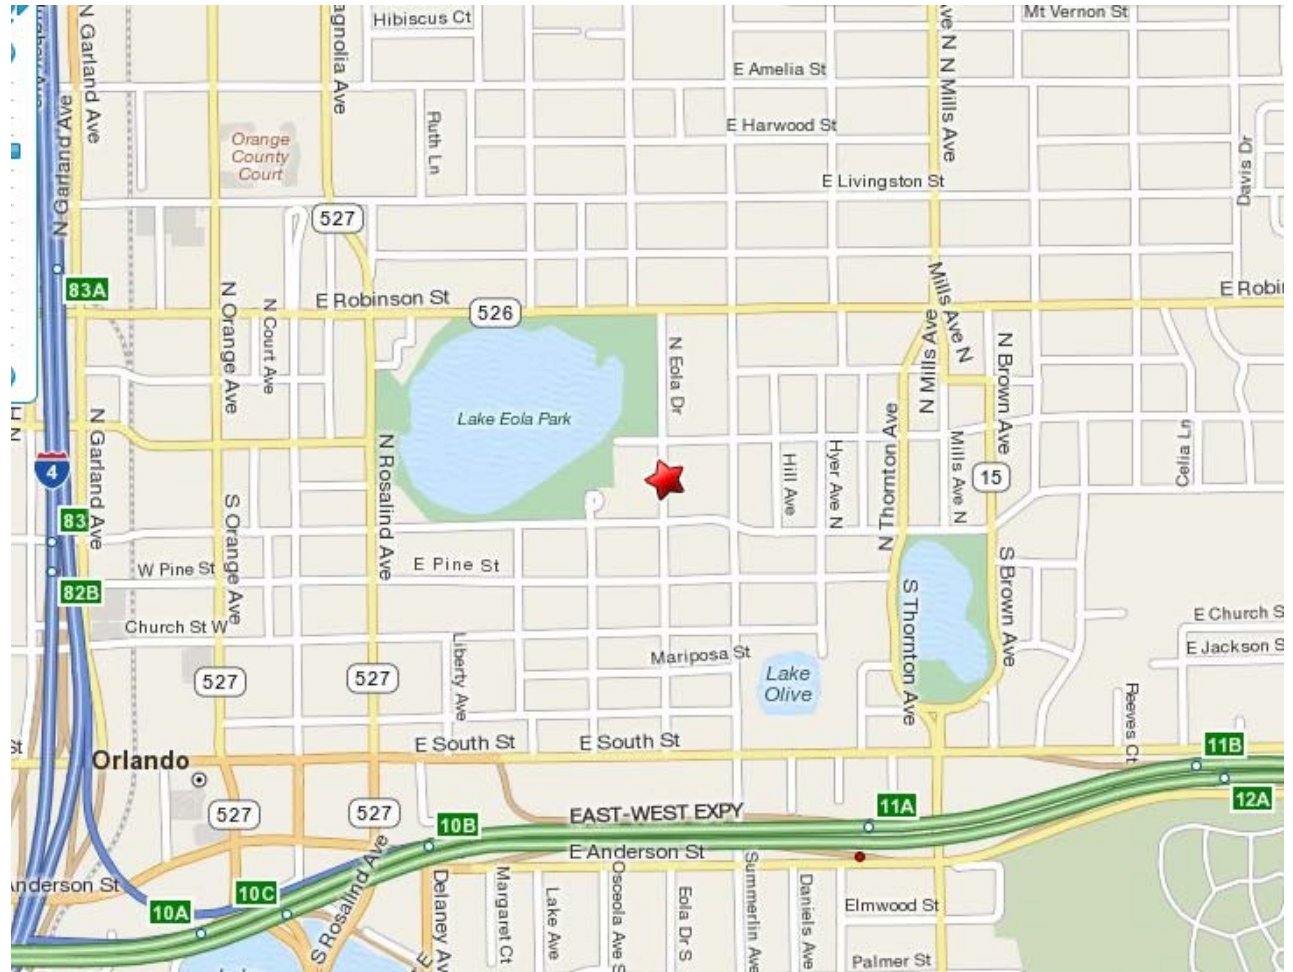 Hibiscus Ct
Mt Vernon St
N Garland Ave
E Amelia St
Ruth Ln
E Harwood St
N Mills Ave
Orange
County
Court
N Garland Ave
E Livingston St
Davis Dr
527
83A
E Robinson St
526
N Orange Ave
N Court Ave
Mills Ave N
N Mills Ave
N Eola Dr
N Brown Ave
Lake Eola Park
N Garland Ave
N Rosalind Ave
N Thornton Ave
Hill Ave
Hyer Ave N
Mills Ave N
Celia Ln
4
15
83
S Orange Ave
W Pine St
E Pine St
82B
Church St W
S Thornton Ave
S Brown Ave
E Church S
E Jackson S
Liberty Ave
Mariposa St
Lake
Olive
527
527
Reeves Ct
E South St
E South St
Orlando
11B
12A
527
527
10B
EAST-WEST EXPY
11A
E Anderson St
nderson St
10C
10A
S Rosalind Ave
Delaney Av
Margaret Ct
Lake Ave
Osceola Ave S
Eola Dr S
Summerlin Ave
Daniels Ave
Elmwood St
Palmer St